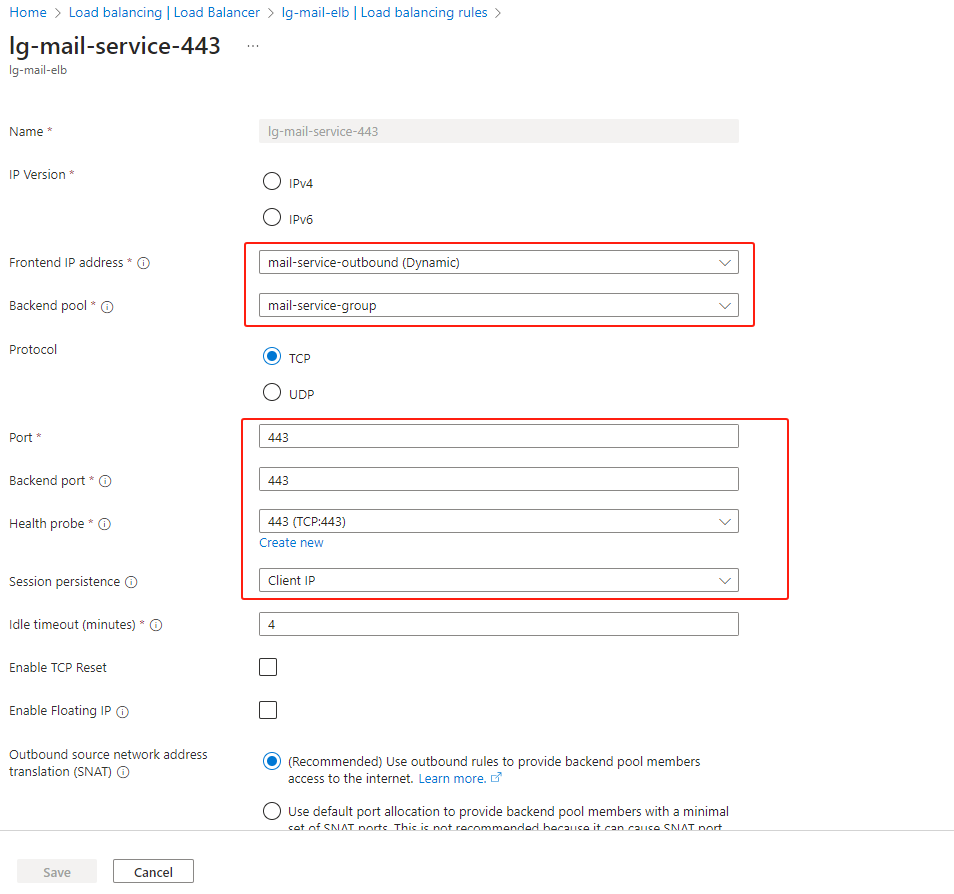 Home > Load balancing | Load Balancer > lg-mail-elb | Load balancing rules >
lg-mail-service-443 ...
lg-mail-elb
Name * lg-mail-service-443
IP Version * IPv4
IPv6
Frontend IP address * mail-service-outbound (Dynamic)
Backend pool * mail-service-group
Protocol TCP
UDP
Port * 443
Backend port * 443
Health probe * 443 (TCP:443)
Create new
Session persistence Client IP
Idle timeout (minutes) * 4
Enable TCP Reset
Enable Floating IP
Outbound source network address
translation (SNAT)
(Recommended) Use outbound rules to provide backend pool members
access to the internet. Learn more.
Use default port allocation to provide backend pool members with a minimal
set of SNAT ports. This is not recommended because it can cause SNAT port
Save Cancel